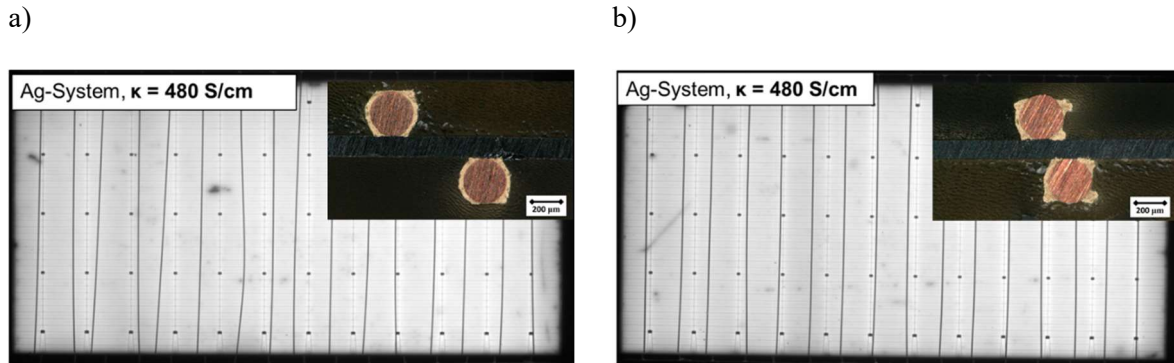 a)
b)
Ag-System, κ = 480 S/cm
200 μm
Ag-System, κ = 480 S/cm
200 μm